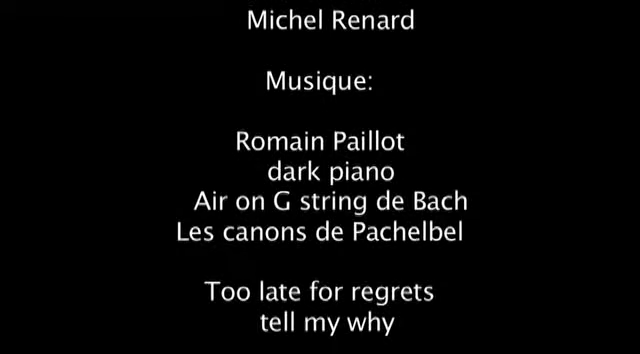 Michel Renard
Musique:
Romain Paillot
dark piano
Air on G string de Bach
Les canons de Pachelbel
Too late for regrets
tell my why